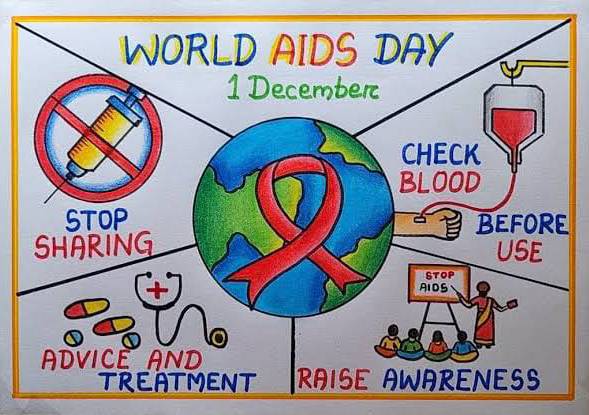 WORLD AIDS DAY
1 December
STOP
SHARING
CHECK
BLOOD
BEFORE
USE
ADVICE AND
TREATMENT
STOP
AIDS
RAISE AWARENESS